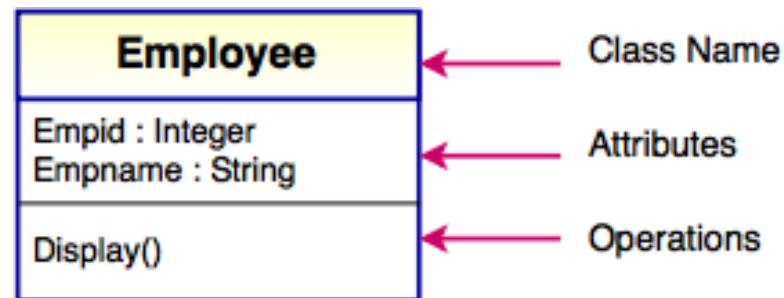 Employee
Class Name
Empid : Integer
Empname : String
Attributes
Display()
Operations